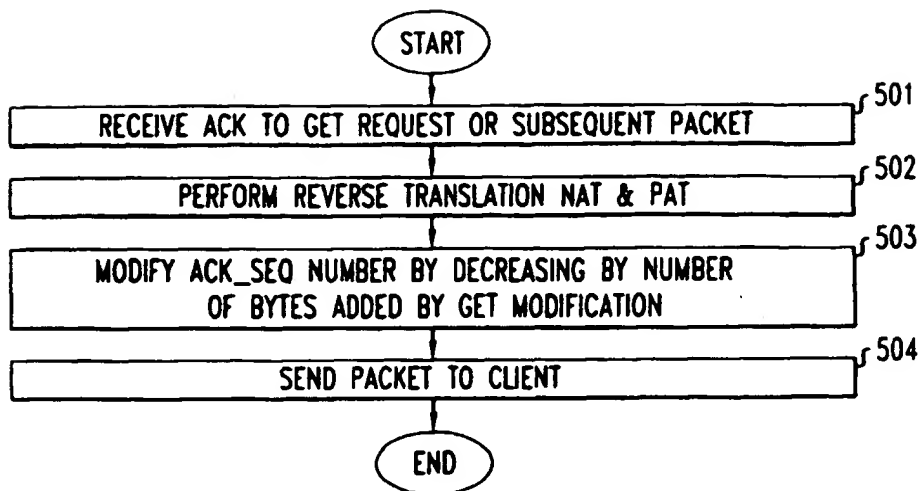 START
501
RECEIVE ACK TO GET REQUEST OR SUBSEQUENT PACKET
502
PERFORM REVERSE TRANSLATION NAT & PAT
503
MODIFY ACK_SEQ NUMBER BY DECREASING BY NUMBER
OF BYTES ADDED BY GET MODIFICATION
504
SEND PACKET TO CLIENT
END